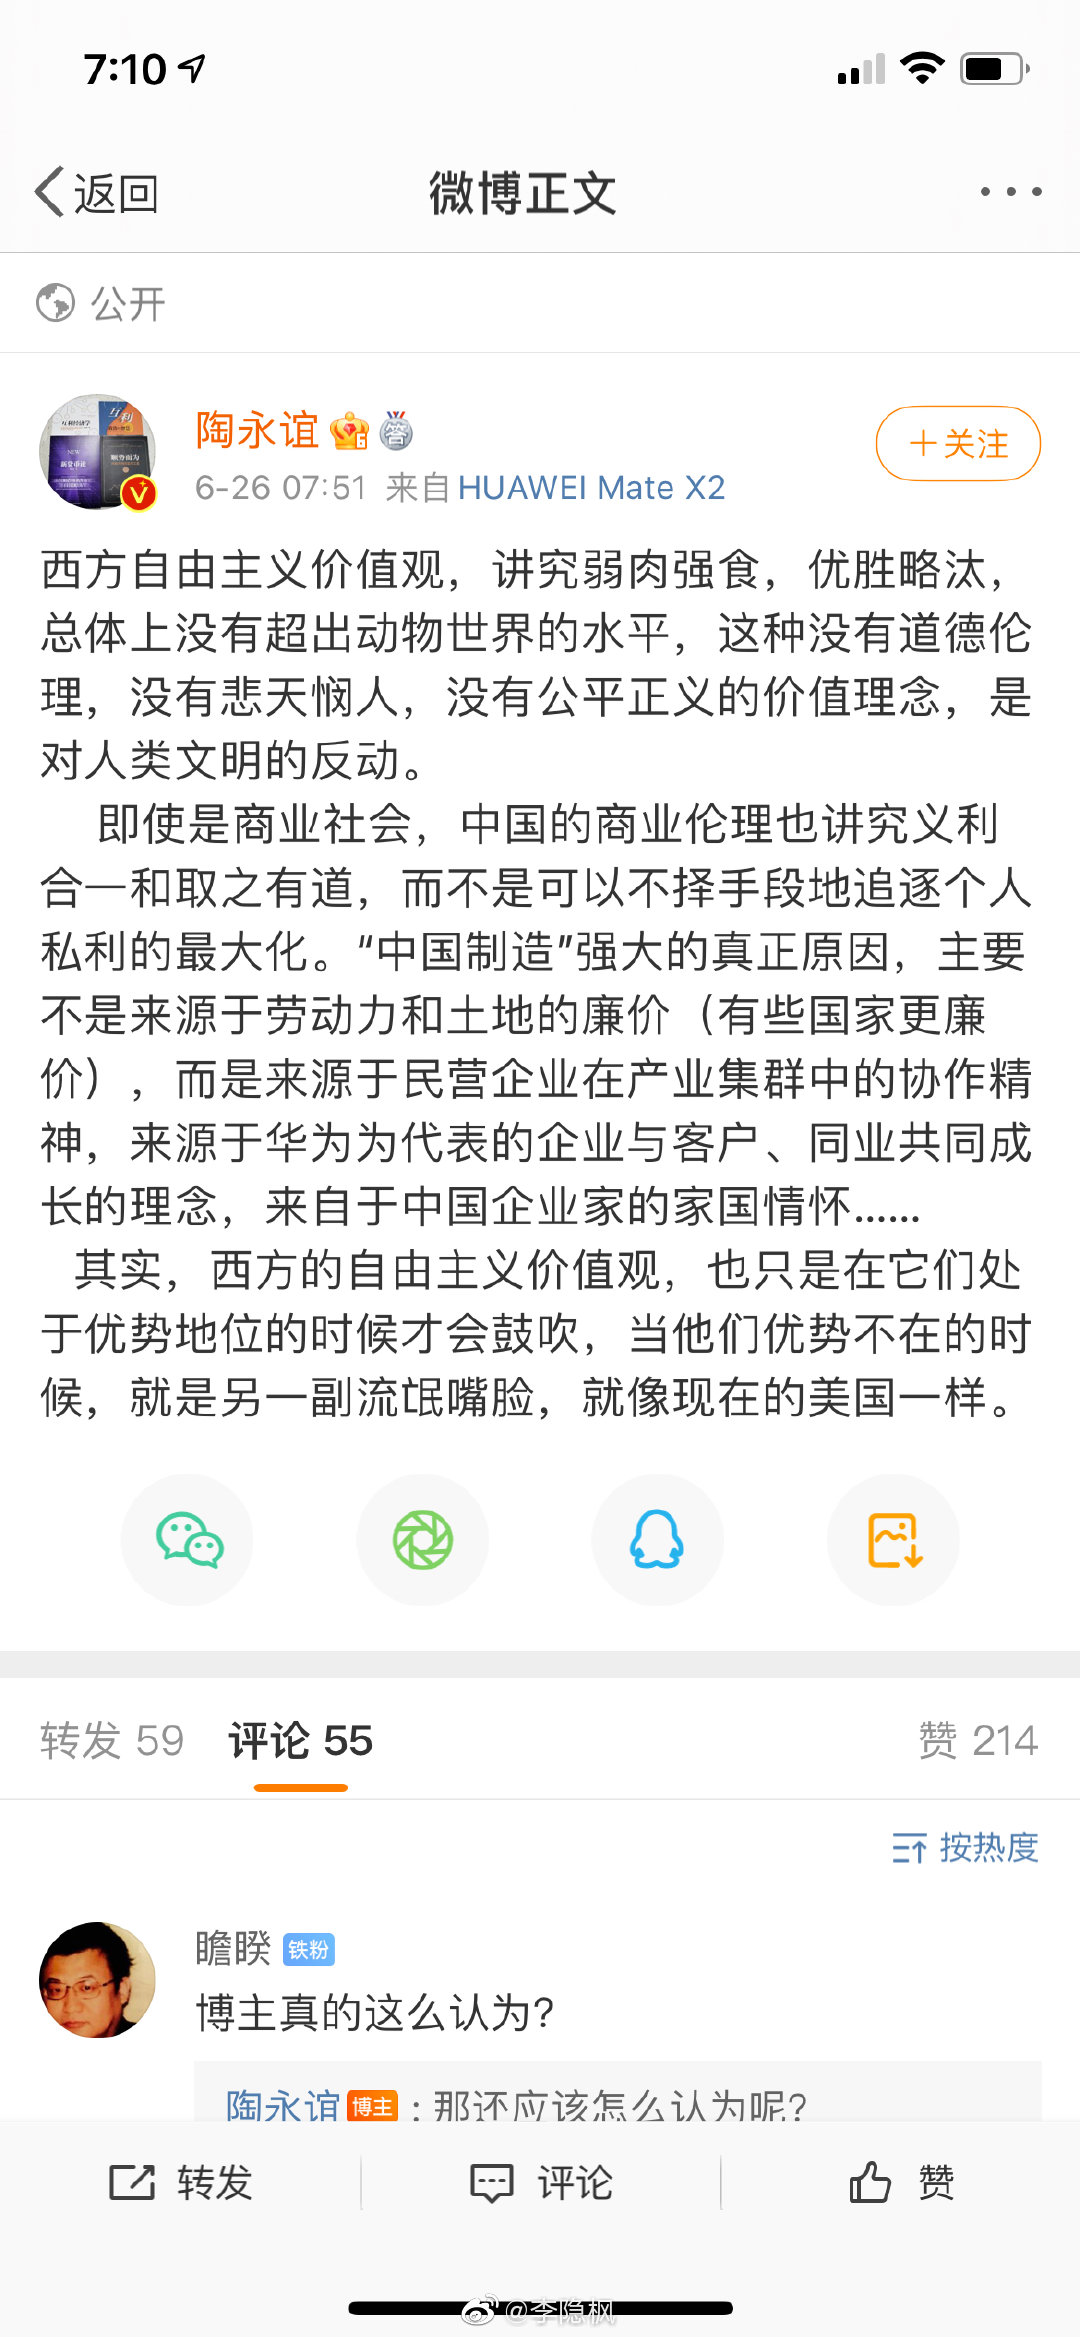 7:10
返回
微博正文
公开
陶永谊
6-26 07:51 来自 HUAWEI Mate X2
+关注
西方自由主义价值观，讲究弱肉强食，优胜略汰，
总体上没有超出动物世界的水平，这种没有道德伦
理，没有悲天悯人，没有公平正义的价值理念，是
对人类文明的反动。
即使是商业社会，中国的商业伦理也讲究义利
合一和取之有道，而不是可以不择手段地追逐个人
私利的最大化。“中国制造”强大的真正原因，主要
不是来源于劳动力和土地的廉价（有些国家更廉
价），而是来源于民营企业在产业集群中的协作精
神，来源于华为为代表的企业与客户、同业共同成
长的理念，来自于中国企业家的家国情怀……
其实，西方的自由主义价值观，也只是在它们处
于优势地位的时候才会鼓吹，当他们优势不在的时
候，就是另一副流氓嘴脸，就像现在的美国一样。
转发 59 评论 55 赞 214
按热度
瞻睽 铁粉
博主真的这么认为?
陶永谊 博主：那还应该怎么认为呢?
转发 评论 赞
@李隐枫